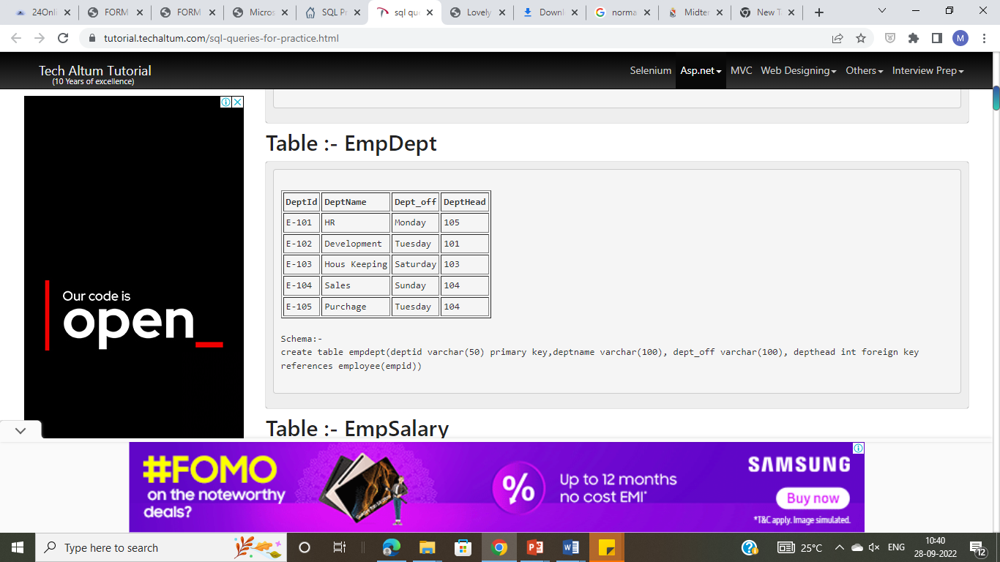 24Onli
FORM
FORM
Micros
SQL Pr
sql que
Lovely
Downl
norma
Midter
New T
tutorial.techaltum.com/sql-queries-for-practice.html
M
Tech Altum Tutorial
(10 Years of excellence)
Selenium Asp.net MVC Web Designing Others Interview Prep
Our code is
open_
Table :- EmpDept
DeptId DeptName Dept_off DeptHead
E-101 HR Monday 105
E-102 Development Tuesday 101
E-103 Hous Keeping Saturday 103
E-104 Sales Sunday 104
E-105 Purchage Tuesday 104
Schema:-
create table empdept(deptid varchar(50) primary key,deptname varchar(100), dept_off varchar(100), depthead int foreign key
references employee(empid))
Table :- EmpSalary
#FOMO
on the noteworthy
deals?
%
Up to 12 months
no cost EMI*
SAMSUNG
Buy now
*T&C apply. Image simulated.
Type here to search
25°C
ENG
10:40
28-09-2022
12